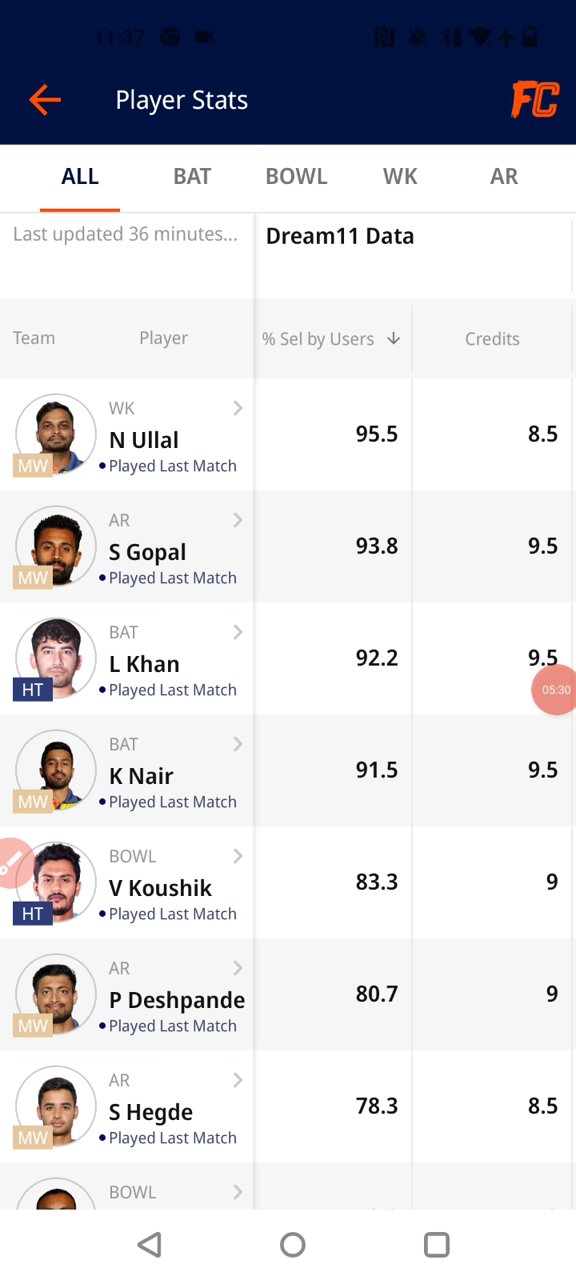 11:37
Player Stats
FC
ALL BAT BOWL WK AR
Last updated 36 minutes... Dream11 Data
Team Player % Sel by Users Credits
WK
N Ullal 95.5 8.5
MW Played Last Match
AR
S Gopal 93.8 9.5
MW Played Last Match
BAT
L Khan 92.2 9.5
HT Played Last Match
05:30
BAT
K Nair 91.5 9.5
MW Played Last Match
BOWL
V Koushik 83.3 9
HT Played Last Match
AR
P Deshpande 80.7 9
MW Played Last Match
AR
S Hegde 78.3 8.5
MW Played Last Match
BOWL